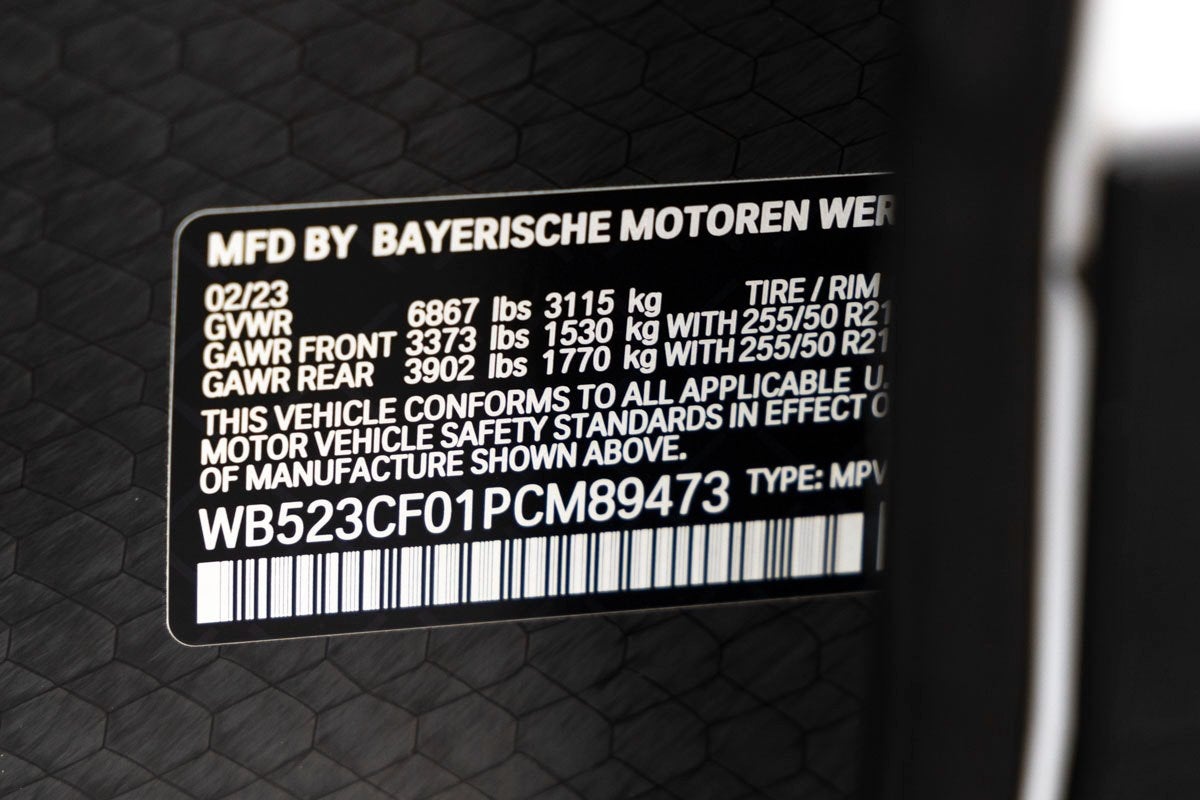 MFD BY BAYERISCHE MOTOREN WER
02/23 TIRE / RIM
GVWR 6867 lbs 3115 kg
GAWR FRONT 3373 lbs 1530 kg WITH 255/50 R21
GAWR REAR 3902 lbs 1770 kg WITH 255/50 R21
THIS VEHICLE CONFORMS TO ALL APPLICABLE U.
MOTOR VEHICLE SAFETY STANDARDS IN EFFECT O
OF MANUFACTURE SHOWN ABOVE.
WB523CF01PCM89473 TYPE: MPV